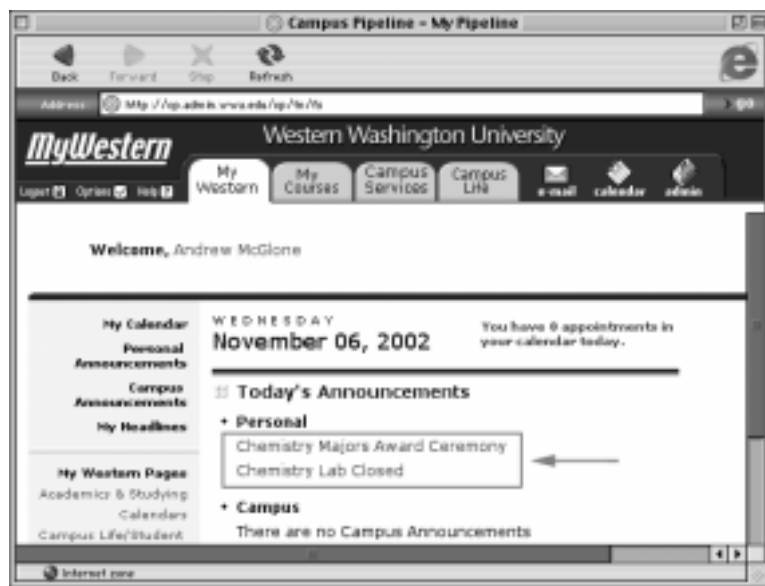 Campus Pipeline - My Pipeline
Back Forward Stop Refresh
Address: go
MyWestern
Western Washington University
Logout Options Help
My Western
My Courses
Campus Services
Campus Life
e-mail calendar admin
Welcome, Andrew McGlone
My Calendar
Personal
Announcements
Campus
Announcements
My Headlines
My Western Pages
Academics & Studying
Calendars
Campus Life/Student
WEDNESDAY
November 06, 2002
You have 0 appointments in
your calendar today.
Today's Announcements
Personal
Chemistry Majors Award Ceremony
Chemistry Lab Closed
Campus
There are no Campus Announcements
Internet zone